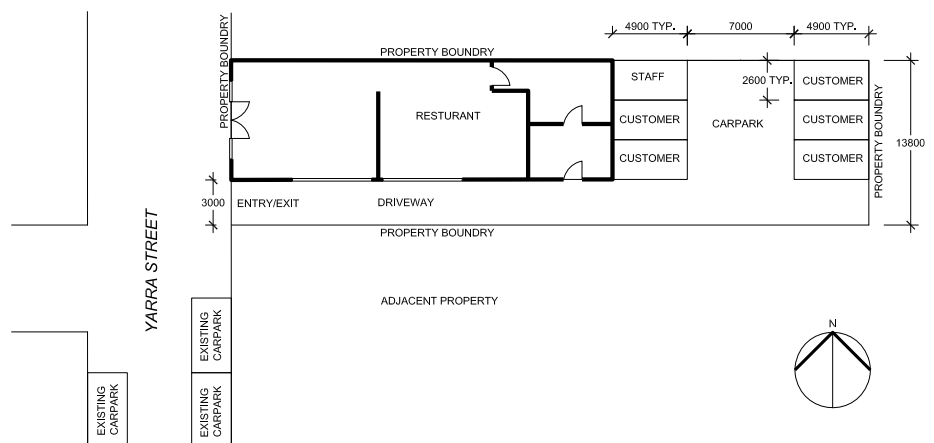 4900 TYP.
7000
4900 TYP.
PROPERTY BOUNDRY
PROPERTY BOUNDRY
STAFF
2600 TYP.
CUSTOMER
RESTURANT
CUSTOMER
CARPARK
CUSTOMER
PROPERTY BOUNDRY
13800
CUSTOMER
CUSTOMER
3000
ENTRY/EXIT
DRIVEWAY
PROPERTY BOUNDRY
YARRA STREET
ADJACENT PROPERTY
N
EXISTING
CARPARK
EXISTING
CARPARK
EXISTING
CARPARK